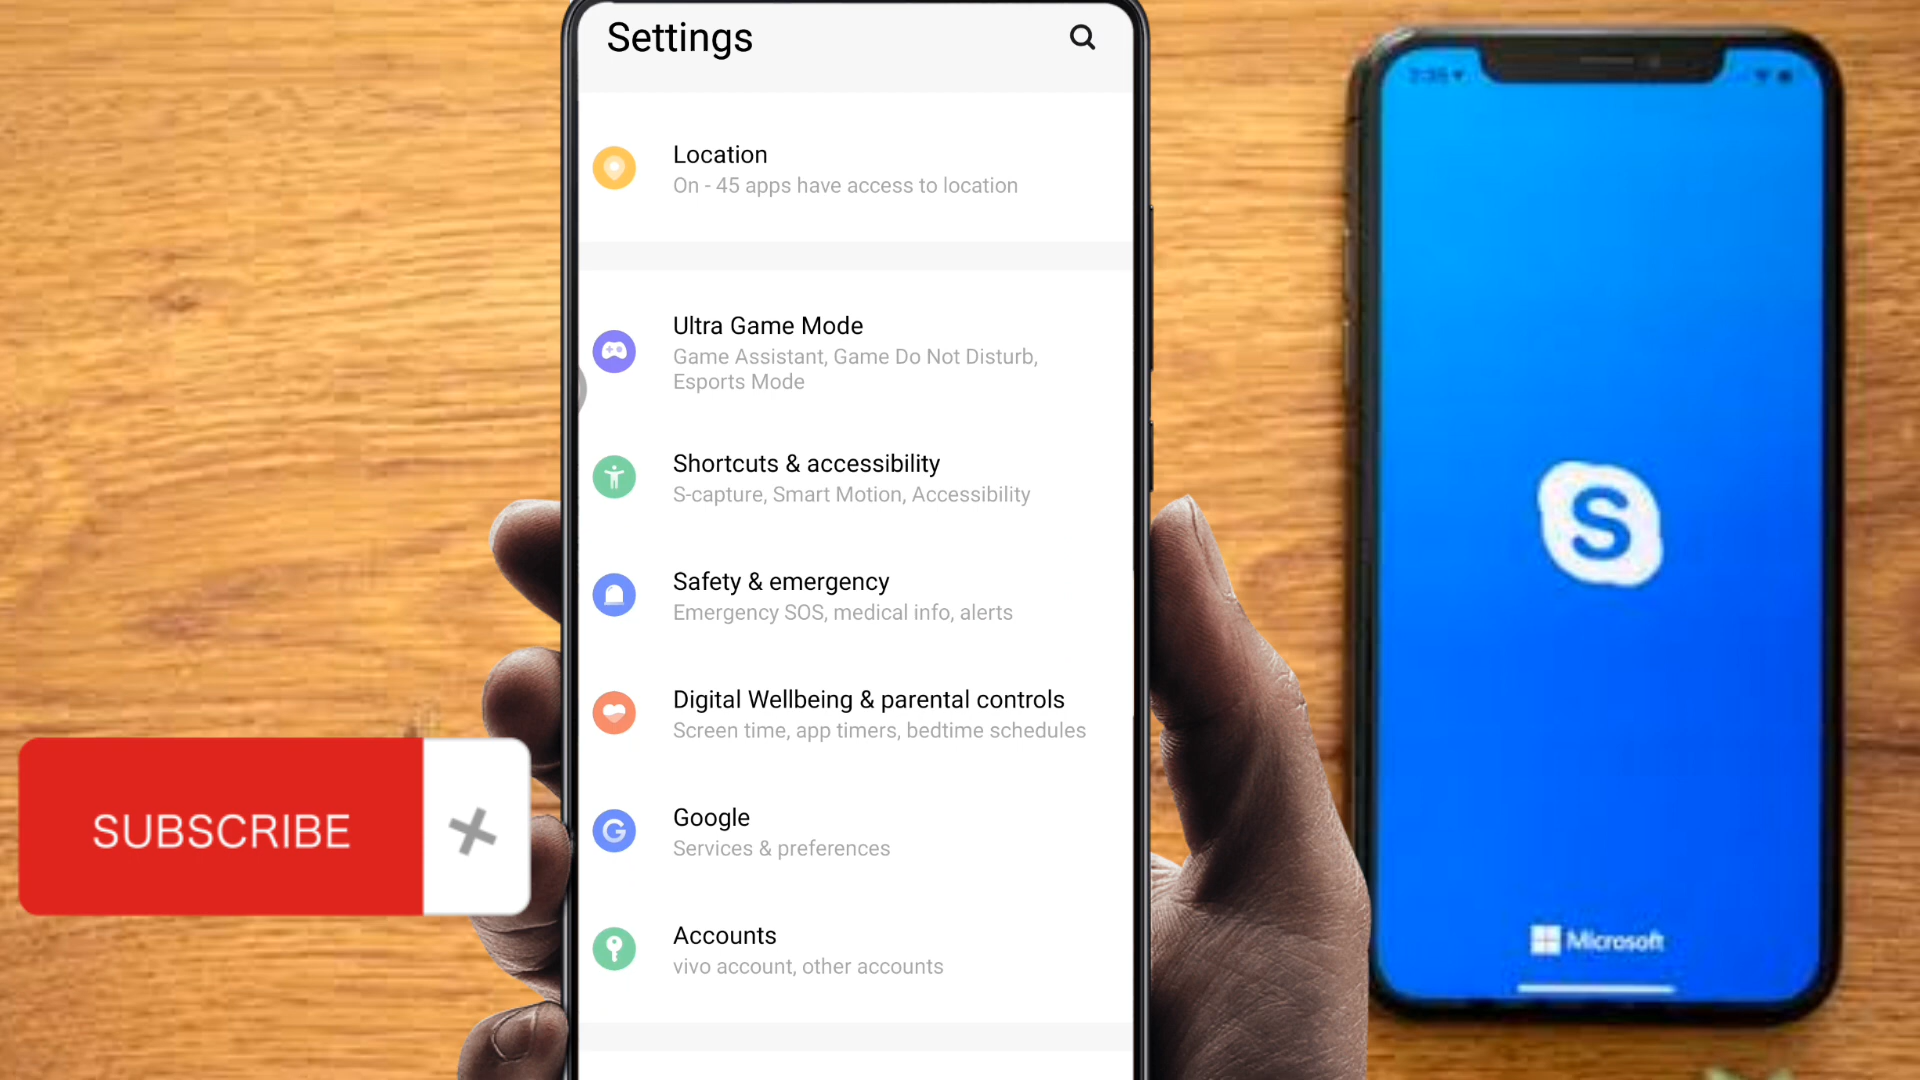 Settings
Location
On - 45 apps have access to location
Ultra Game Mode
Game Assistant, Game Do Not Disturb,
Esports Mode
Shortcuts & accessibility
S-capture, Smart Motion, Accessibility
Safety & emergency
Emergency SOS, medical info, alerts
Digital Wellbeing & parental controls
Screen time, app timers, bedtime schedules
Google
Services & preferences
Accounts
vivo account, other accounts
SUBSCRIBE
S
Microsoft